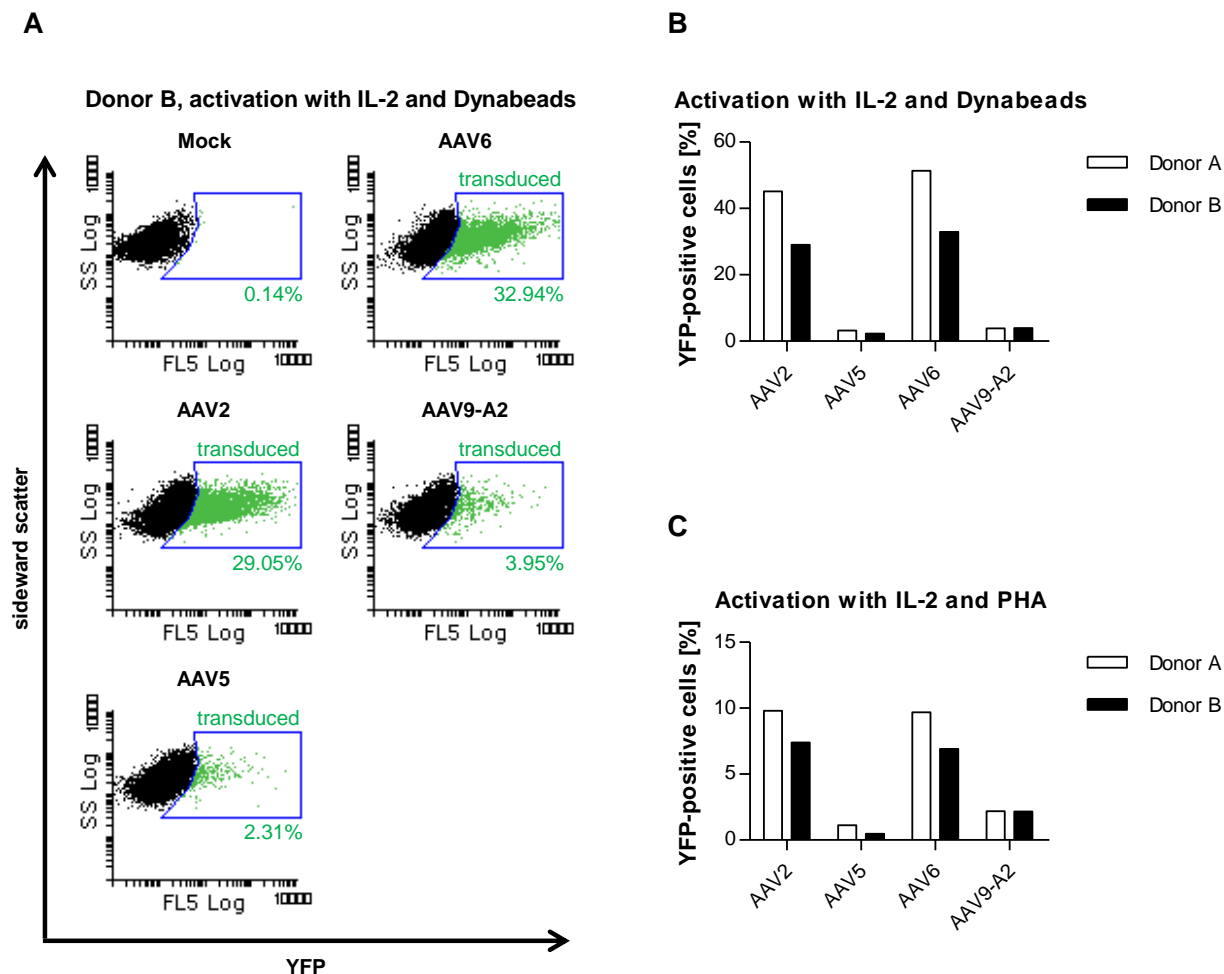 A
Donor B, activation with IL-2 and Dynabeads
Mock
SS Log
FL5 Log
0.14%
AAV6
transduced
SS Log
FL5 Log
32.94%
AAV2
transduced
SS Log
FL5 Log
29.05%
AAV9-A2
transduced
SS Log
FL5 Log
3.95%
AAV5
transduced
SS Log
FL5 Log
2.31%
sideward scatter
YFP
B
Activation with IL-2 and Dynabeads
YFP-positive cells [%]
60
40
20
0
AAV2
AAV5
AAV6
AAV9-A2
Donor A
Donor B
C
Activation with IL-2 and PHA
YFP-positive cells [%]
15
10
5
0
AAV2
AAV5
AAV6
AAV9-A2
Donor A
Donor B